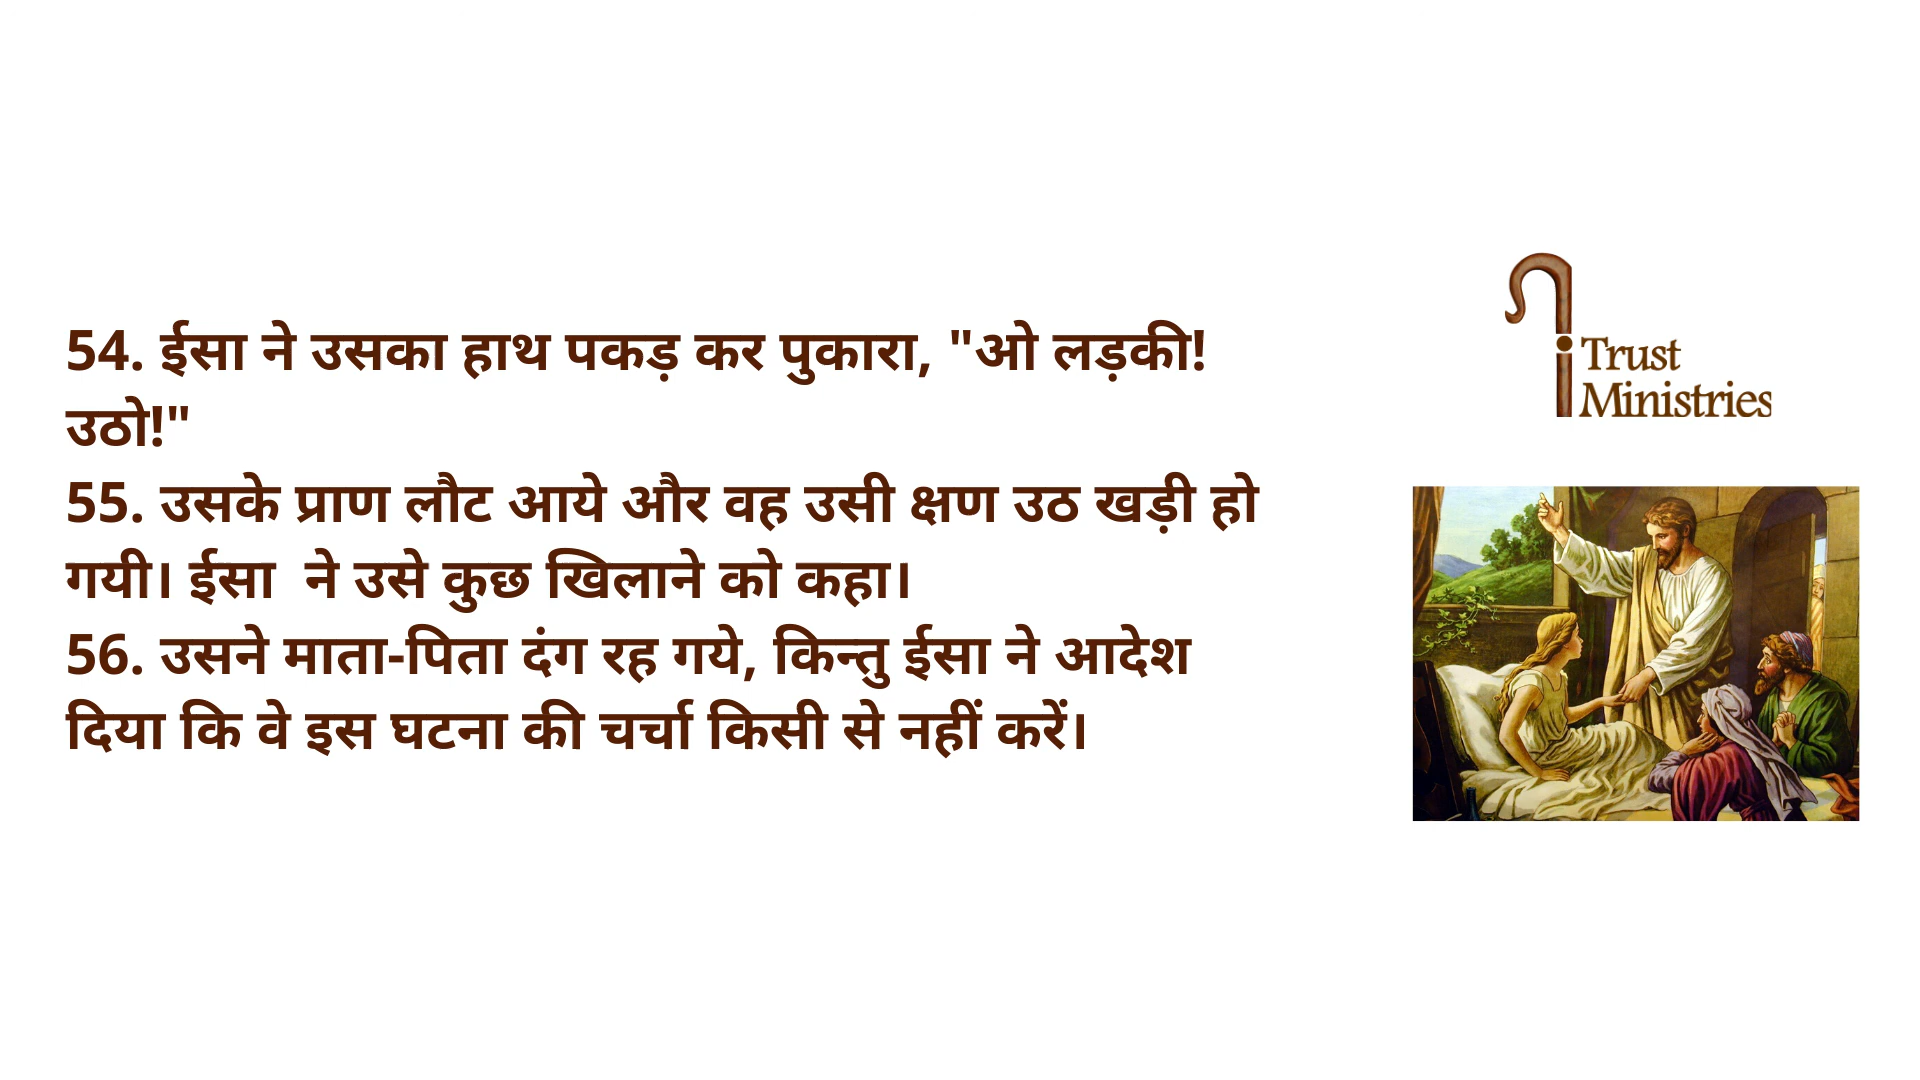 54. ईसा ने उसका हाथ पकड़ कर पुकारा, "ओ लड़की!
उठो!"
55. उसके प्राण लौट आये और वह उसी क्षण उठ खड़ी हो
गयी। ईसा  ने उसे कुछ खिलाने को कहा।
56. उसने माता-पिता दंग रह गये, किन्तु ईसा ने आदेश
दिया कि वे इस घटना की चर्चा किसी से नहीं करें।
i Trust
Ministries